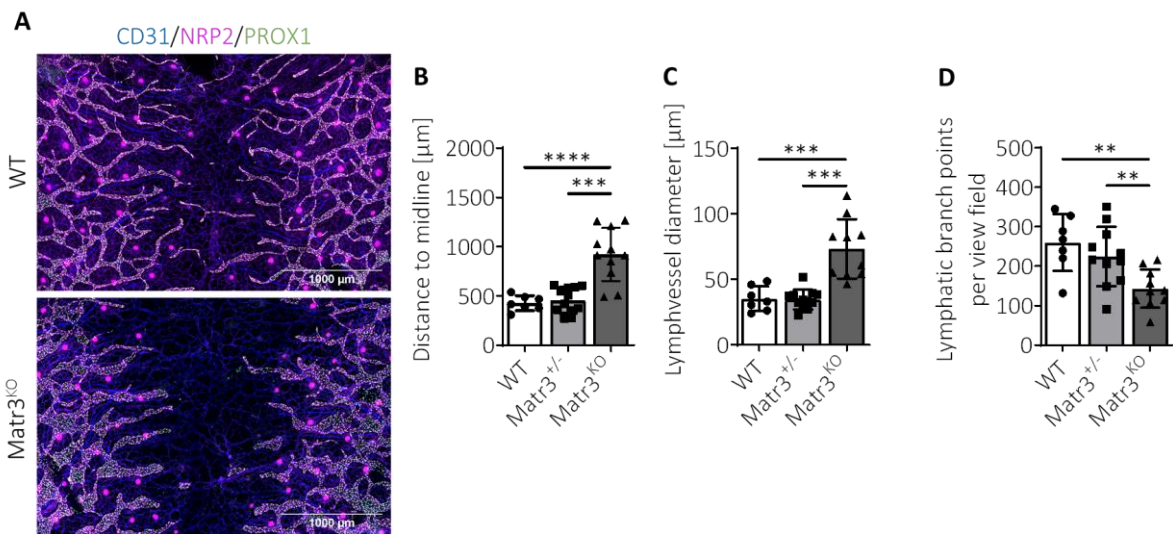 A
CD31/NRP2/PROX1
WT
1000 µm
Matr3KO
1000 µm
B
Distance to midline [µm]
2000
1500
1000
500
0
****
***
WT
Matr3+/-
Matr3KO
C
Lymphvessel diameter [µm]
150
100
50
0
***
***
WT
Matr3+/-
Matr3KO
D
Lymphatic branch points
per view field
500
400
300
200
100
0
**
**
WT
Matr3+/-
Matr3KO